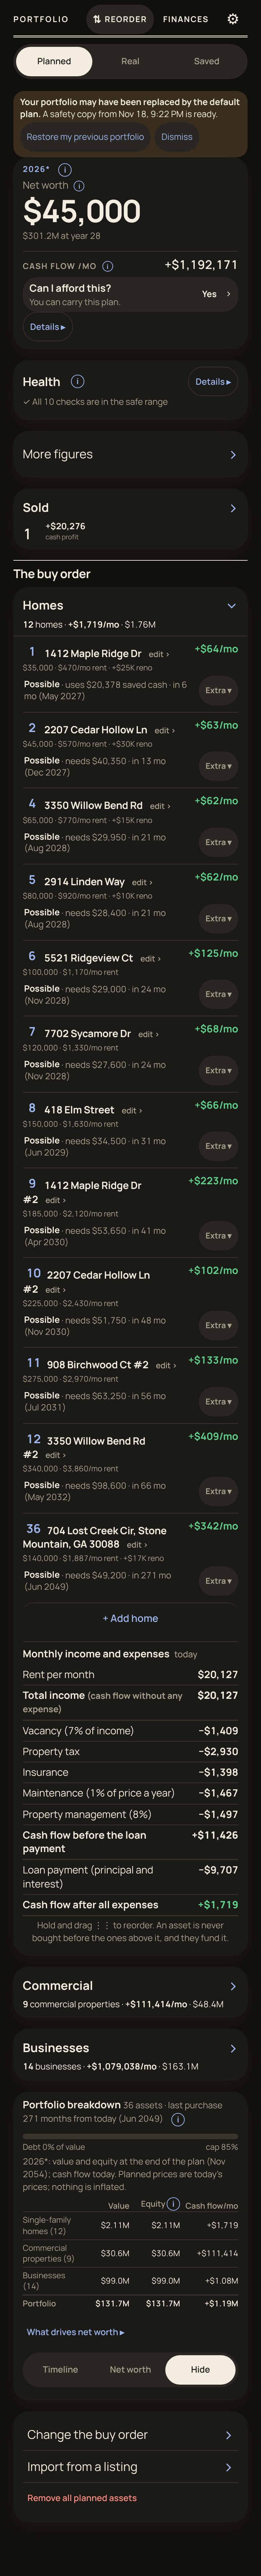 PORTFOLIO
⇅ REORDER
FINANCES
Planned
Real
Saved
Your portfolio may have been replaced by the default
plan. A safety copy from Nov 18, 9:22 PM is ready.
Restore my previous portfolio
Dismiss
2026*
Net worth
$45,000
$301.2M at year 28
CASH FLOW /MO
+$1,192,171
Can I afford this?
You can carry this plan.
Yes ›
Details ▸
Health
Details ▸
✓ All 10 checks are in the safe range
More figures
Sold
1
+$20,276
cash profit
The buy order
Homes
12 homes · +$1,719/mo · $1.76M
1 1412 Maple Ridge Dr edit ›
+$64/mo
$35,000 · $470/mo rent · +$25K reno
Possible · uses $20,378 saved cash · in 6
mo (May 2027)
Extra ▾
2 2207 Cedar Hollow Ln edit ›
+$63/mo
$45,000 · $570/mo rent · +$30K reno
Possible · needs $40,350 · in 13 mo
(Dec 2027)
Extra ▾
4 3350 Willow Bend Rd edit ›
+$62/mo
$65,000 · $770/mo rent · +$15K reno
Possible · needs $29,950 · in 21 mo
(Aug 2028)
Extra ▾
5 2914 Linden Way edit ›
+$62/mo
$80,000 · $920/mo rent · +$10K reno
Possible · needs $28,400 · in 21 mo
(Aug 2028)
Extra ▾
6 5521 Ridgeview Ct edit ›
+$125/mo
$100,000 · $1,170/mo rent
Possible · needs $29,000 · in 24 mo
(Nov 2028)
Extra ▾
7 7702 Sycamore Dr edit ›
+$68/mo
$120,000 · $1,330/mo rent
Possible · needs $27,600 · in 24 mo
(Nov 2028)
Extra ▾
8 418 Elm Street edit ›
+$66/mo
$150,000 · $1,630/mo rent
Possible · needs $34,500 · in 31 mo
(Jun 2029)
Extra ▾
9 1412 Maple Ridge Dr
#2 edit ›
+$223/mo
$185,000 · $2,120/mo rent
Possible · needs $53,650 · in 41 mo
(Apr 2030)
Extra ▾
10 2207 Cedar Hollow Ln
#2 edit ›
+$102/mo
$225,000 · $2,430/mo rent
Possible · needs $51,750 · in 48 mo
(Nov 2030)
Extra ▾
11 908 Birchwood Ct #2 edit ›
+$133/mo
$275,000 · $2,970/mo rent
Possible · needs $63,250 · in 56 mo
(Jul 2031)
Extra ▾
12 3350 Willow Bend Rd
#2 edit ›
+$409/mo
$340,000 · $3,860/mo rent
Possible · needs $98,600 · in 66 mo
(May 2032)
Extra ▾
36 704 Lost Creek Cir, Stone
Mountain, GA 30088 edit ›
+$342/mo
$140,000 · $1,887/mo rent · +$17K reno
Possible · needs $49,200 · in 271 mo
(Jun 2049)
Extra ▾
+ Add home
Monthly income and expenses today
Rent per month $20,127
Total income (cash flow without any
expense) $20,127
Vacancy (7% of income) −$1,409
Property tax −$2,930
Insurance −$1,398
Maintenance (1% of price a year) −$1,467
Property management (8%) −$1,497
Cash flow before the loan
payment +$11,426
Loan payment (principal and
interest) −$9,707
Cash flow after all expenses +$1,719
Hold and drag ⋮⋮ to reorder. An asset is never
bought before the ones above it, and they fund it.
Commercial
9 commercial properties · +$111,414/mo · $48.4M
Businesses
14 businesses · +$1,079,038/mo · $163.1M
Portfolio breakdown 36 assets · last purchase
271 months from today (Jun 2049)
Debt 0% of value
cap 85%
2026*: value and equity at the end of the plan (Nov
2054); cash flow today. Planned prices are today's
prices; nothing is inflated.
Value Equity Cash flow/mo
Single-family
homes (12) $2.11M $2.11M +$1,719
Commercial
properties (9) $30.6M $30.6M +$111,414
Businesses
(14) $99.0M $99.0M +$1.08M
Portfolio $131.7M $131.7M +$1.19M
What drives net worth ▸
Timeline
Net worth
Hide
Change the buy order
Import from a listing
Remove all planned assets